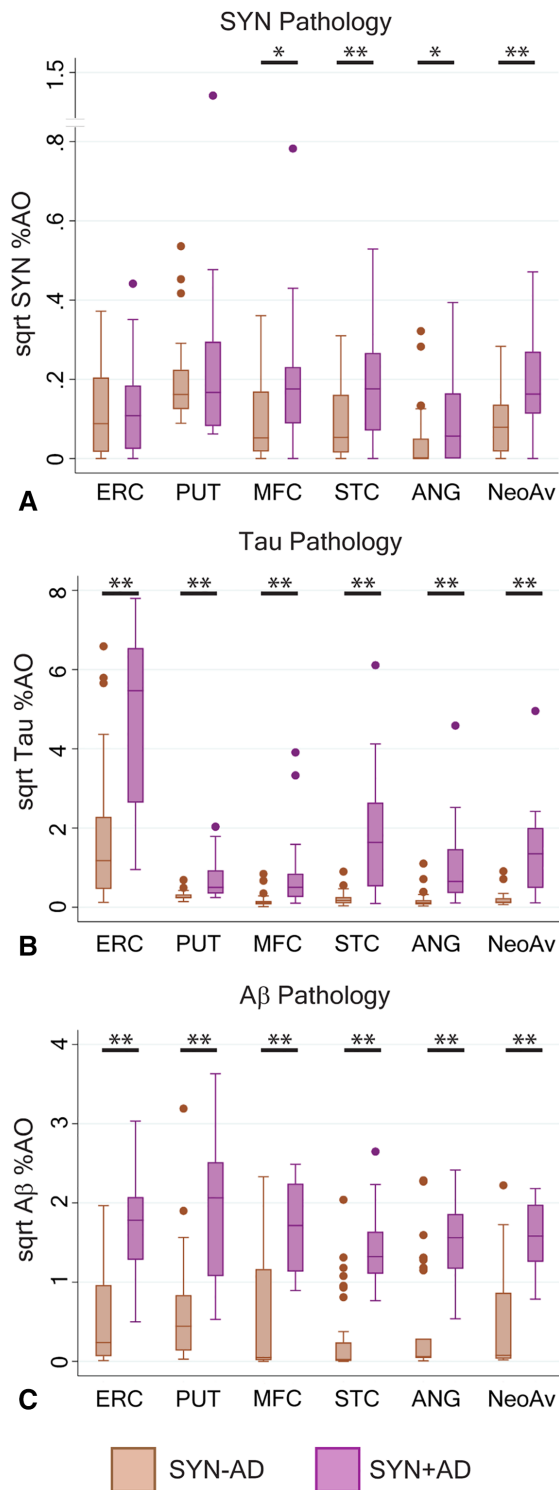 SYN Pathology
* ** * **
1.5
.8
.6
.4
.2
0
sqrt SYN %AO
A
ERC PUT MFC STC ANG NeoAv
Tau Pathology
** ** ** ** ** **
8
6
4
2
0
sqrt Tau %AO
B
ERC PUT MFC STC ANG NeoAv
Aβ Pathology
** ** ** ** ** **
4
3
2
1
0
sqrt Aβ %AO
C
ERC PUT MFC STC ANG NeoAv
SYN-AD SYN+AD